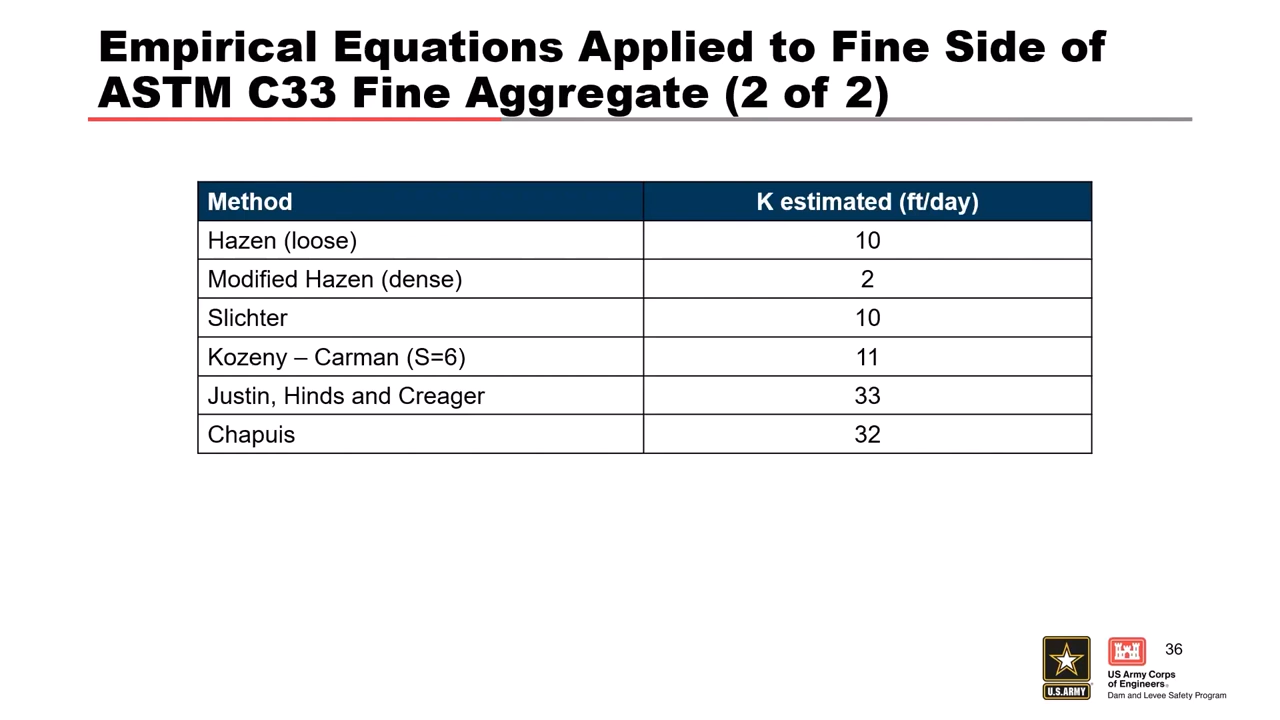 Empirical Equations Applied to Fine Side of
ASTM C33 Fine Aggregate (2 of 2)
Method K estimated (ft/day)
Hazen (loose) 10
Modified Hazen (dense) 2
Slichter 10
Kozeny – Carman (S=6) 11
Justin, Hinds and Creager 33
Chapuis 32
36
U.S.ARMY
US Army Corps
of Engineers®
Dam and Levee Safety Program